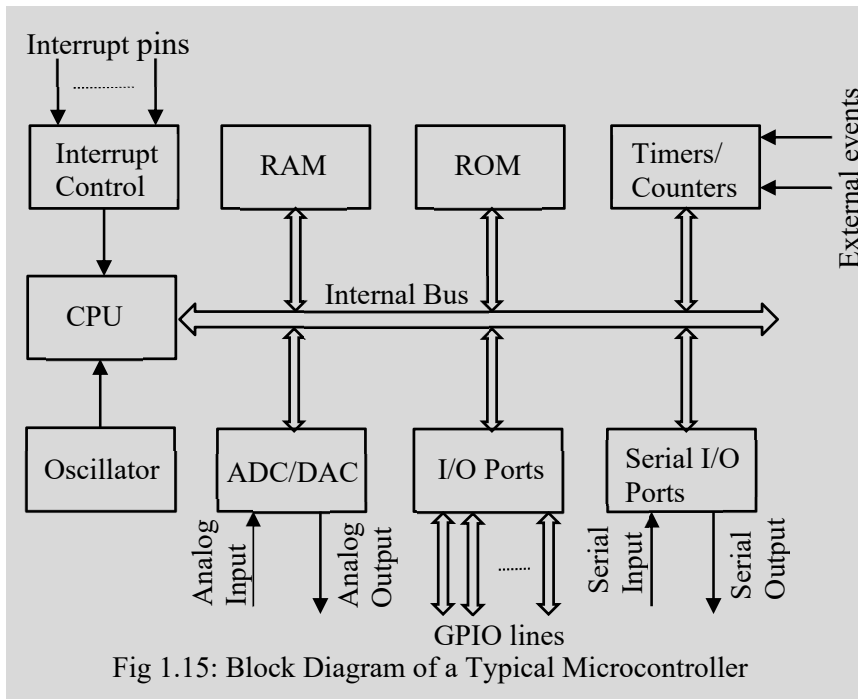 Interrupt pins
Interrupt
Control
RAM
ROM
Timers/
Counters
External events
Internal Bus
CPU
Oscillator
ADC/DAC
I/O Ports
Serial I/O
Ports
Analog
Input
Analog
Output
Serial
Input
Serial
Output
GPIO lines
Fig 1.15: Block Diagram of a Typical Microcontroller